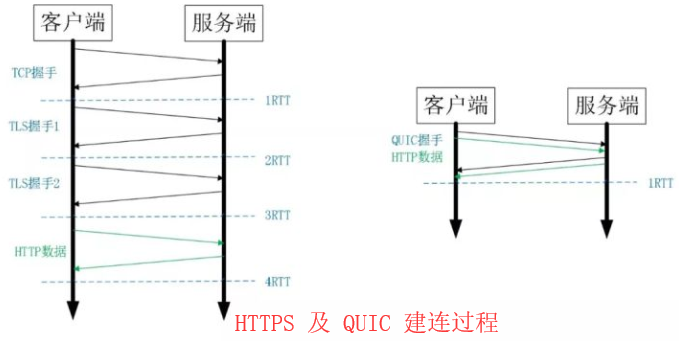 客户端
服务端
TCP握手
1RTT
TLS握手1
2RTT
TLS握手2
3RTT
HTTP数据
4RTT
客户端
服务端
QUIC握手
HTTP数据
1RTT
HTTPS 及 QUIC 建连过程